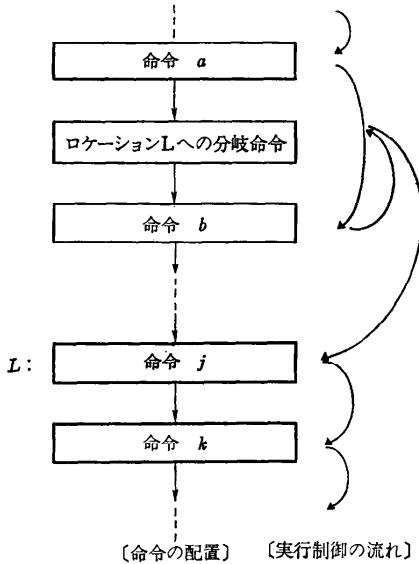 命令 a
ロケーションLへの分岐命令
命令 b
L: 命令 j
命令 k
〔命令の配置〕 〔実行制御の流れ〕